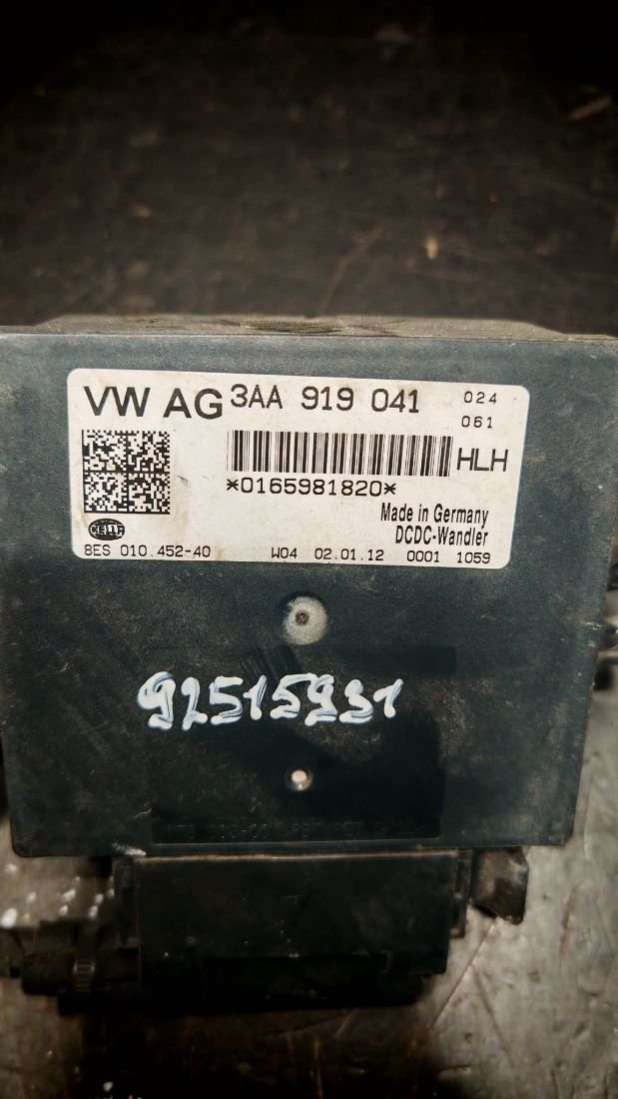 VW AG 3AA 919 041 024
061
HLH
*0165981820*
Made in Germany
DCDC-Wandler
HELLA
8ES 010.452-40 W04 02.01.12 0001 1059
92515931